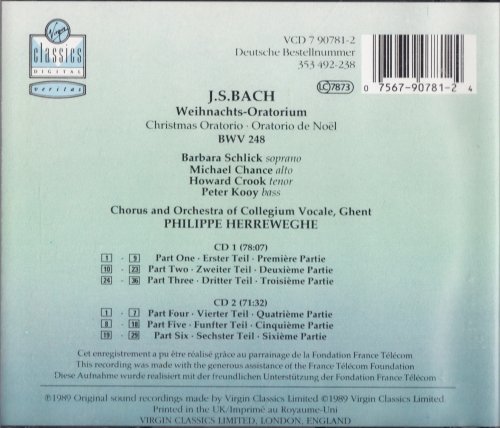 Virgin
classics
DIGITAL
veritas
VCD 7 90781-2
Deutsche Bestellnummer
353 492-238
LC 7873
0 7567-90781-2 4
J.S.BACH
Weihnachts-Oratorium
Christmas Oratorio · Oratorio de Noël
BWV 248
Barbara Schlick soprano
Michael Chance alto
Howard Crook tenor
Peter Kooy bass
Chorus and Orchestra of Collegium Vocale, Ghent
PHILIPPE HERREWEGHE
CD 1 (78:07)
1 - 9 Part One · Erster Teil · Première Partie
10 - 23 Part Two · Zweiter Teil · Deuxième Partie
24 - 36 Part Three · Dritter Teil · Troisième Partie
CD 2 (71:32)
1 - 7 Part Four · Vierter Teil · Quatrième Partie
8 - 18 Part Five · Funfter Teil · Cinquième Partie
19 - 29 Part Six · Sechster Teil · Sixième Partie
Cet enregistrement a pu être réalisé grâce au parrainage de la Fondation France Télécom
This recording was made with the generous assistance of the France Télécom Foundation
Diese Aufnahme wurde realisiert mit der freundlichen Unterstützung der Fondation France Télécom
℗1989 Original sound recordings made by Virgin Classics Limited ©1989 Virgin Classics Limited.
Printed in the UK/Imprimé au Royaume-Uni
VIRGIN CLASSICS LIMITED, LONDON, ENGLAND